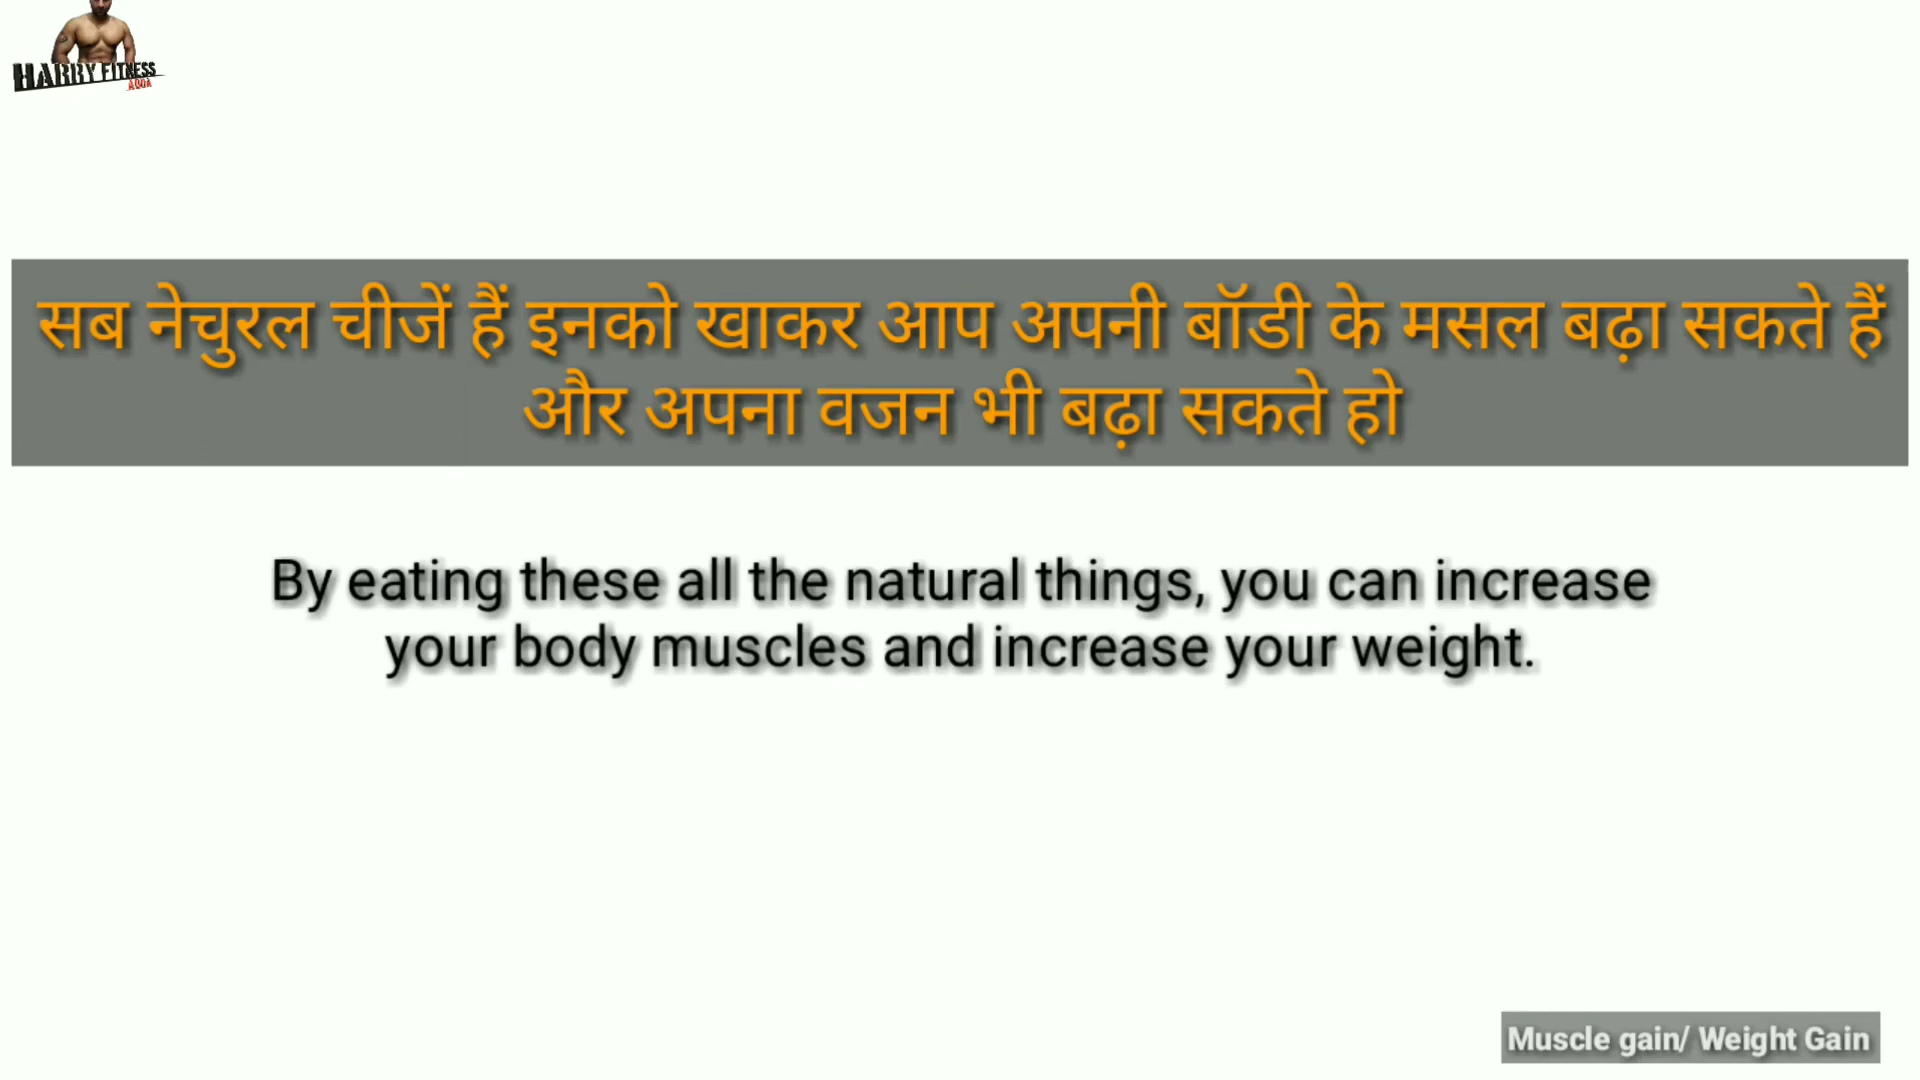 HARRY FITNESS
ADDA
सब नेचुरल चीजें हैं इनको खाकर आप अपनी बॉडी के मसल बढ़ा सकते हैं
और अपना वजन भी बढ़ा सकते हो
By eating these all the natural things, you can increase
your body muscles and increase your weight.
Muscle gain/ Weight Gain